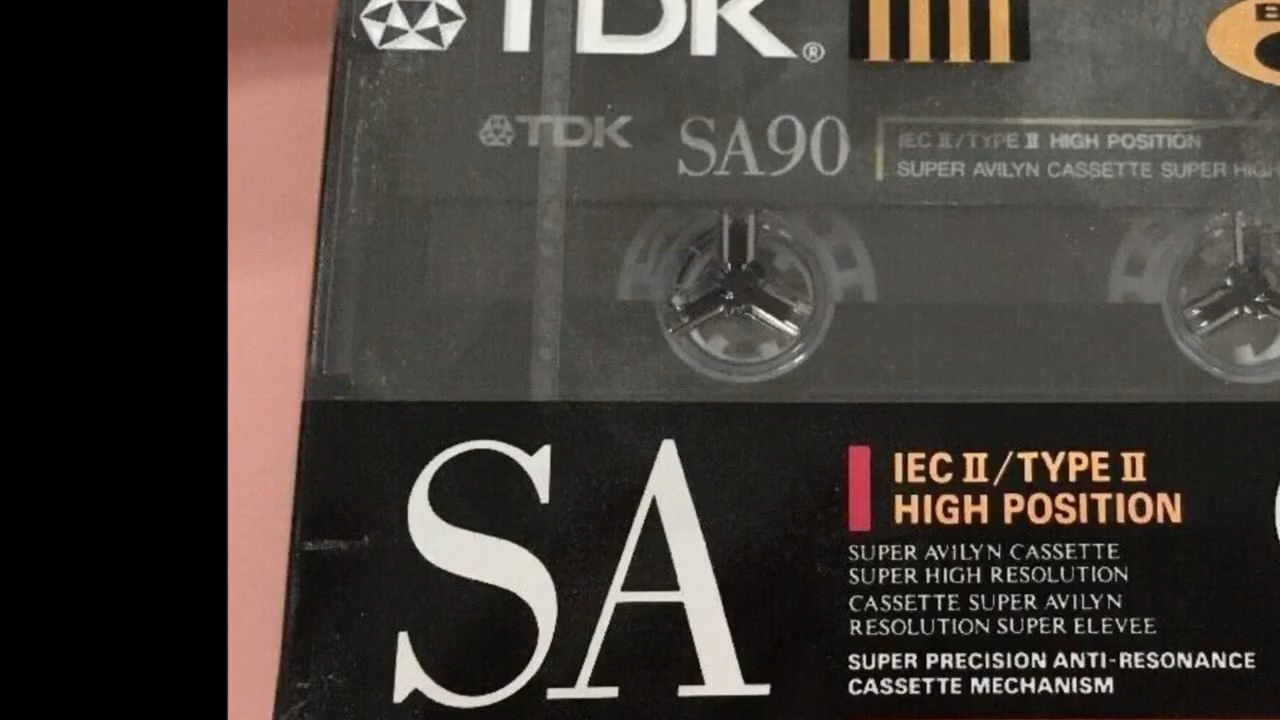 TDK®
TDK SA90 IEC II/TYPE II HIGH POSITION
SUPER AVILYN CASSETTE SUPER HIGH
SA
IEC II/TYPE II
HIGH POSITION
SUPER AVILYN CASSETTE
SUPER HIGH RESOLUTION
CASSETTE SUPER AVILYN
RESOLUTION SUPER ELEVEE
SUPER PRECISION ANTI-RESONANCE
CASSETTE MECHANISM